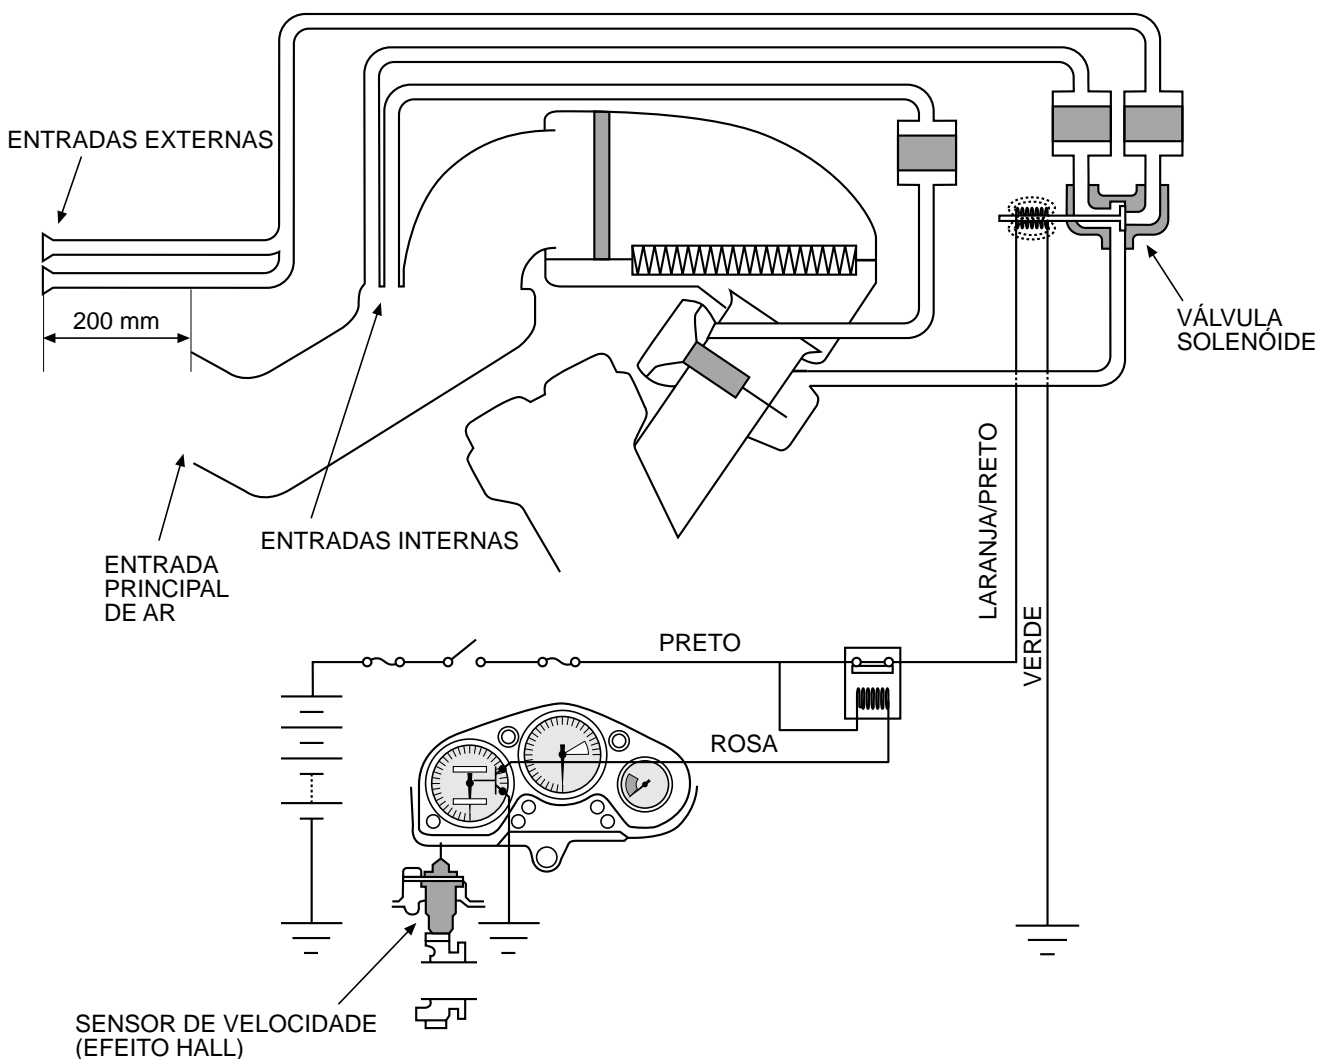 ENTRADAS EXTERNAS
200 mm
VÁLVULA
SOLENÓIDE
ENTRADAS INTERNAS
ENTRADA
PRINCIPAL
DE AR
LARANJA/PRETO
VERDE
PRETO
ROSA
SENSOR DE VELOCIDADE
(EFEITO HALL)